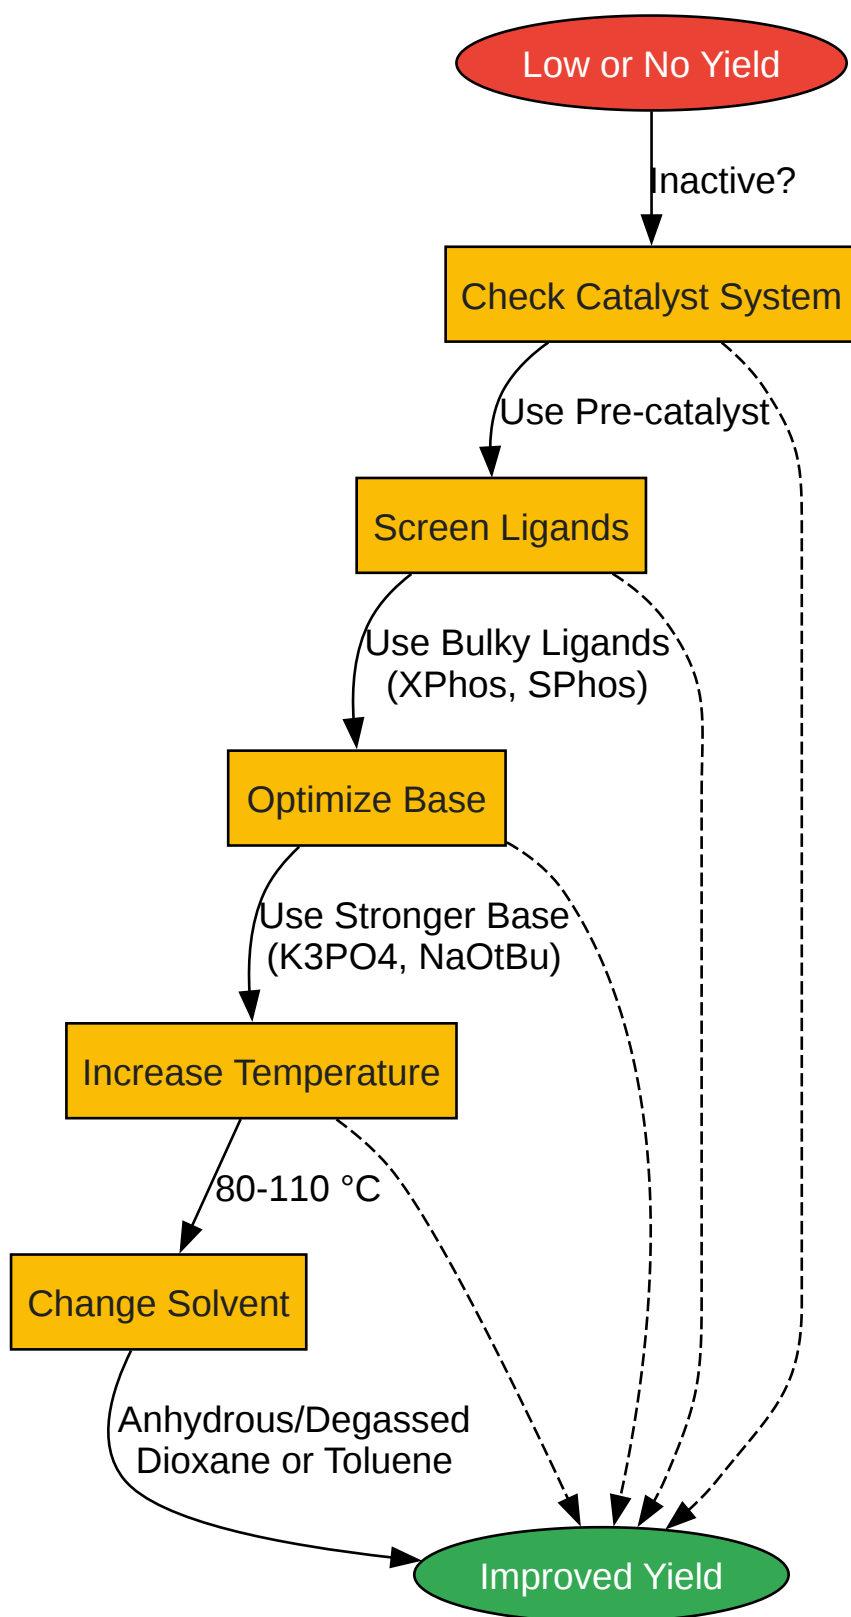 Low or No Yield
Inactive?
Check Catalyst System
Use Pre-catalyst
Screen Ligands
Use Bulky Ligands
(XPhos, SPhos)
Optimize Base
Use Stronger Base
(K3PO4, NaOtBu)
Increase Temperature
80-110 °C
Change Solvent
Anhydrous/Degassed
Dioxane or Toluene
Improved Yield